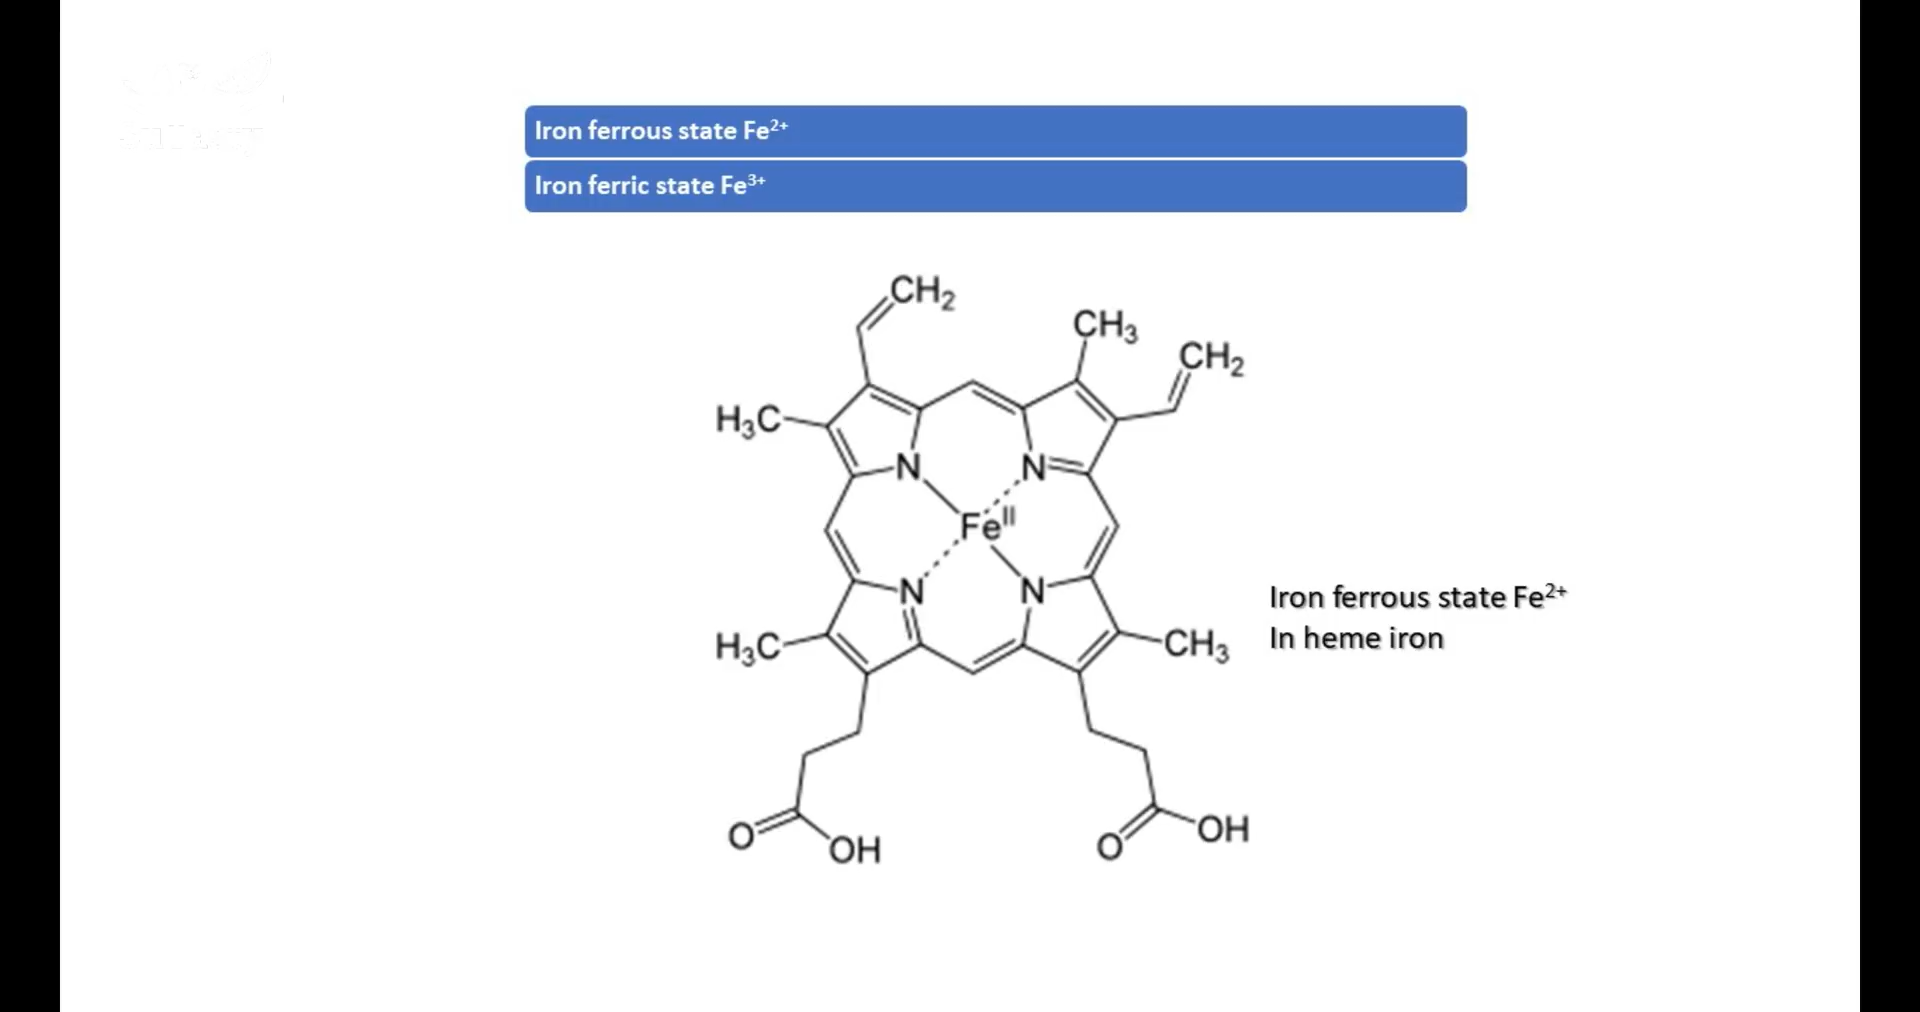 Iron ferrous state Fe²⁺
Iron ferric state Fe³⁺
CH₂
CH₃
CH₂
H₃C
N
N
Feᴵᴵ
N
N
Iron ferrous state Fe²⁺
In heme iron
H₃C
CH₃
O
OH
O
OH